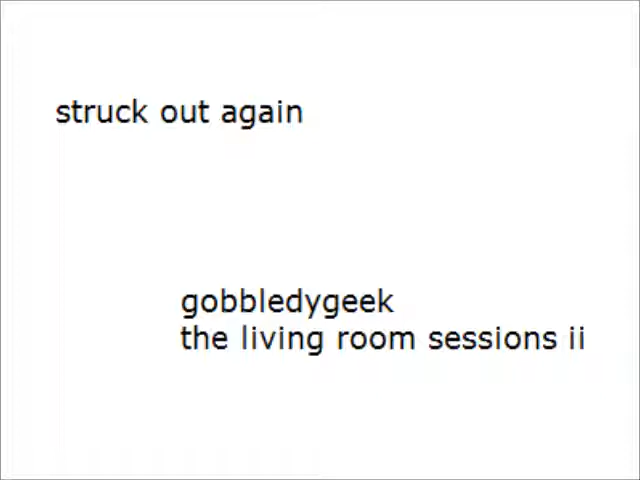 struck out again
gobbledygeek
the living room sessions ii